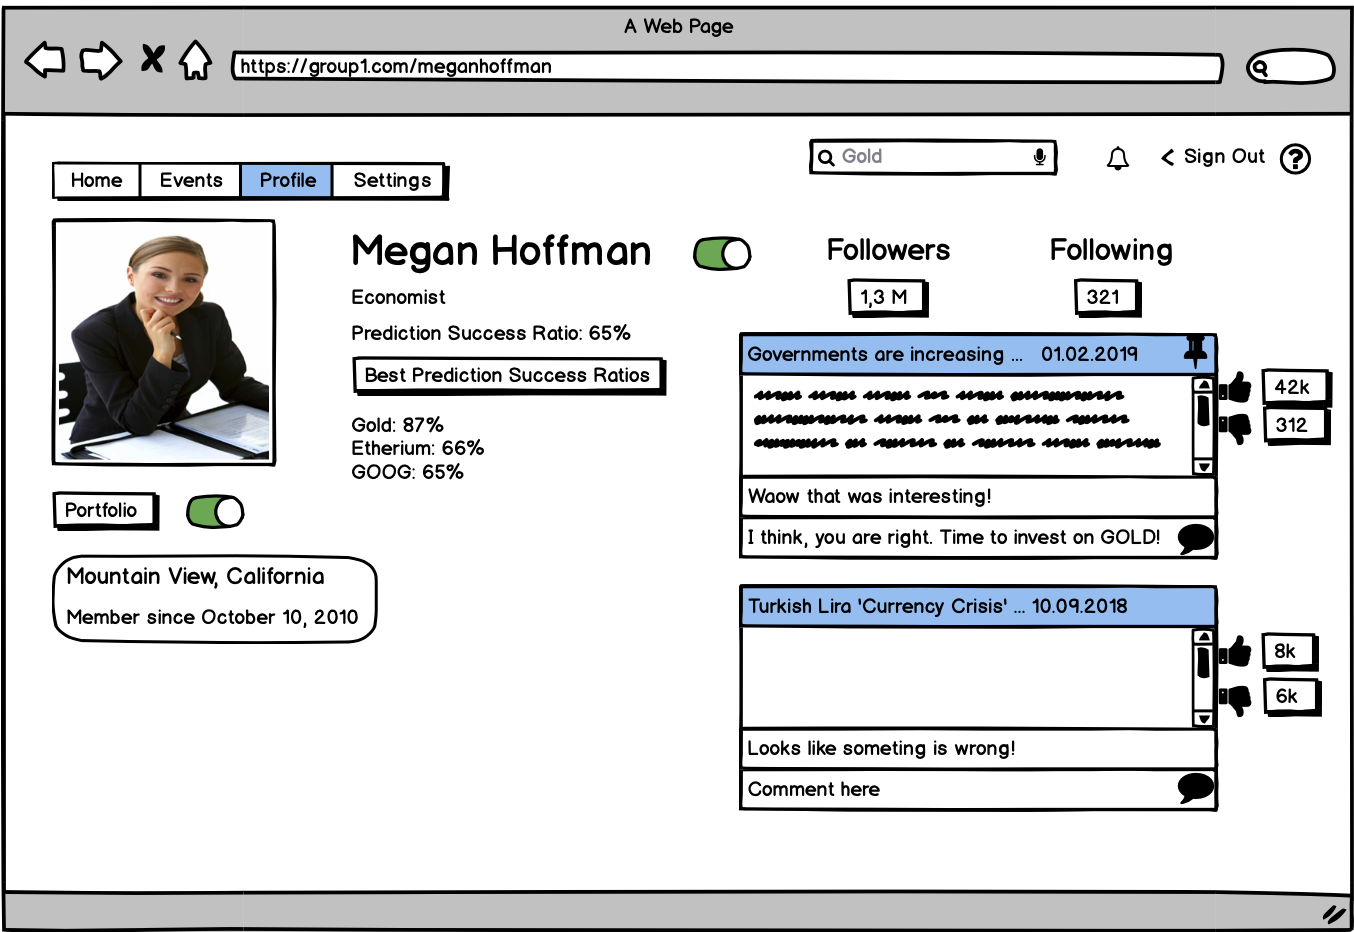 A Web Page
https://group1.com/meganhoffman
Gold
Sign Out
Home Events Profile Settings
Megan Hoffman
Followers
Following
Economist
1,3 M
321
Prediction Success Ratio: 65%
Best Prediction Success Ratios
Gold: 87%
Etherium: 66%
GOOG: 65%
Portfolio
Mountain View, California
Member since October 10, 2010
Governments are increasing ... 01.02.2019
42k
312
Waow that was interesting!
I think, you are right. Time to invest on GOLD!
Turkish Lira 'Currency Crisis' ... 10.09.2018
8k
6k
Looks like someting is wrong!
Comment here